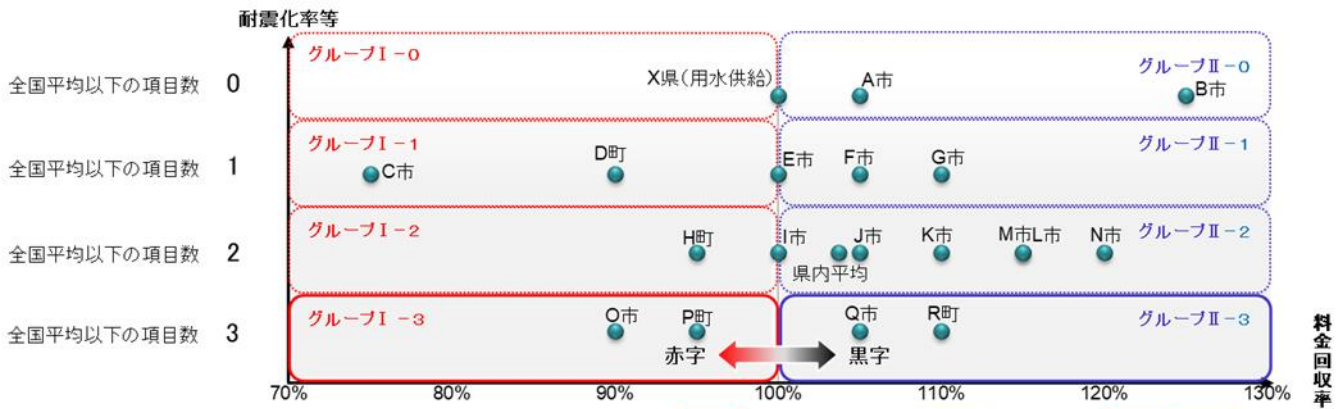 耐震化率等
グループⅠ-0
グループⅡ-0
全国平均以下の項目数 0
X県(用水供給)
A市
B市
グループⅠ-1
グループⅡ-1
全国平均以下の項目数 1
C市
D町
E市
F市
G市
グループⅠ-2
グループⅡ-2
全国平均以下の項目数 2
H町
I市
J市
K市
M市L市
N市
県内平均
グループⅠ-3
グループⅡ-3
全国平均以下の項目数 3
O市
P町
Q市
R町
赤字
黒字
料金回収率
70%
80%
90%
100%
110%
120%
130%